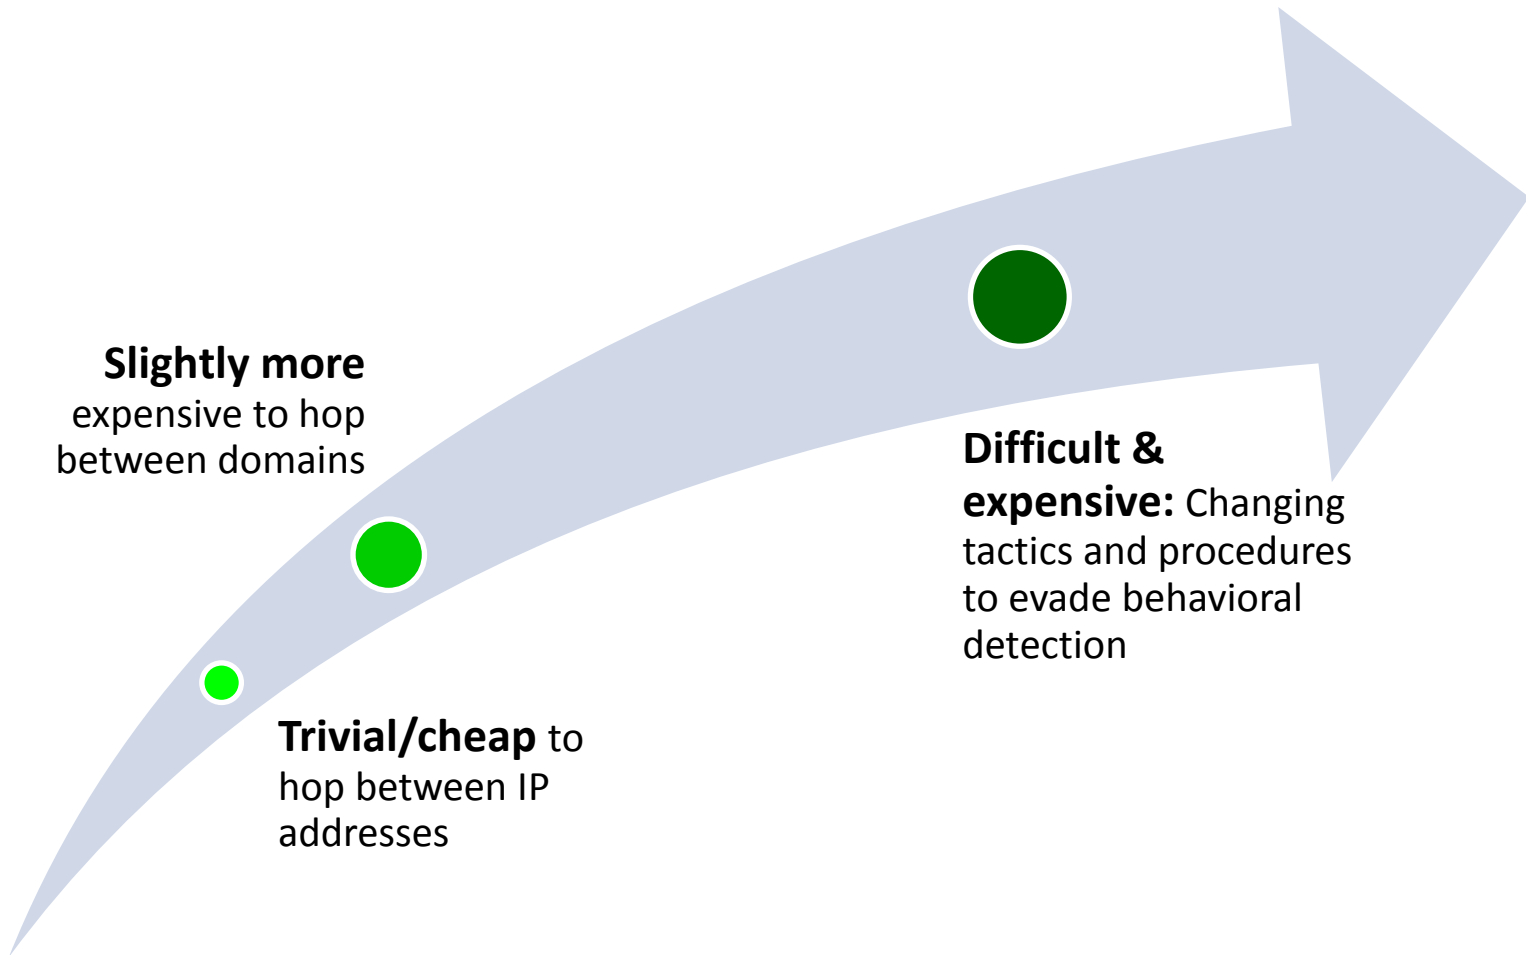 Slightly more
expensive to hop
between domains
Trivial/cheap to
hop between IP
addresses
Difficult &
expensive: Changing
tactics and procedures
to evade behavioral
detection